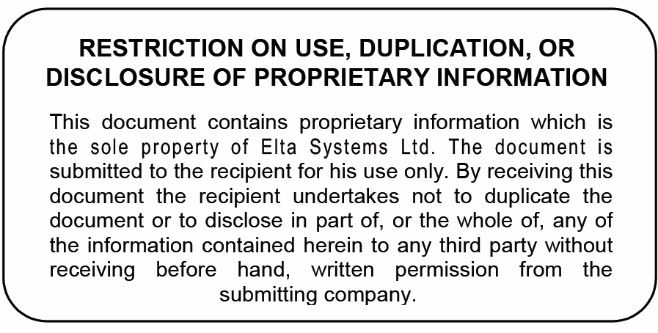 RESTRICTION ON USE, DUPLICATION, OR
DISCLOSURE OF PROPRIETARY INFORMATION
This document contains proprietary information which is
the sole property of Elta Systems Ltd. The document is
submitted to the recipient for his use only. By receiving this
document the recipient undertakes not to duplicate the
document or to disclose in part of, or the whole of, any of
the information contained herein to any third party without
receiving before hand, written permission from the
submitting company.